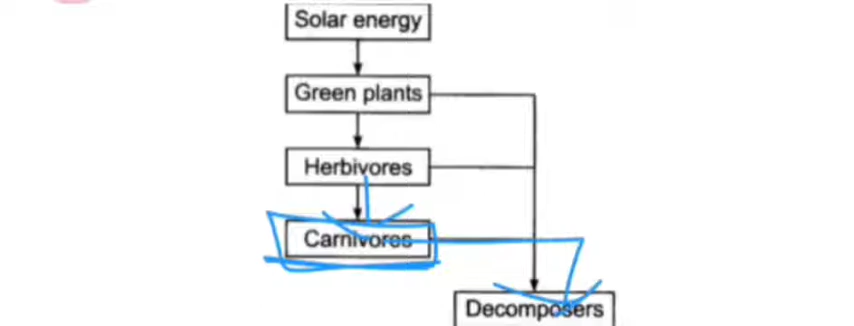 Solar energy
Green plants
Herbivores
Carnivores
Decomposers